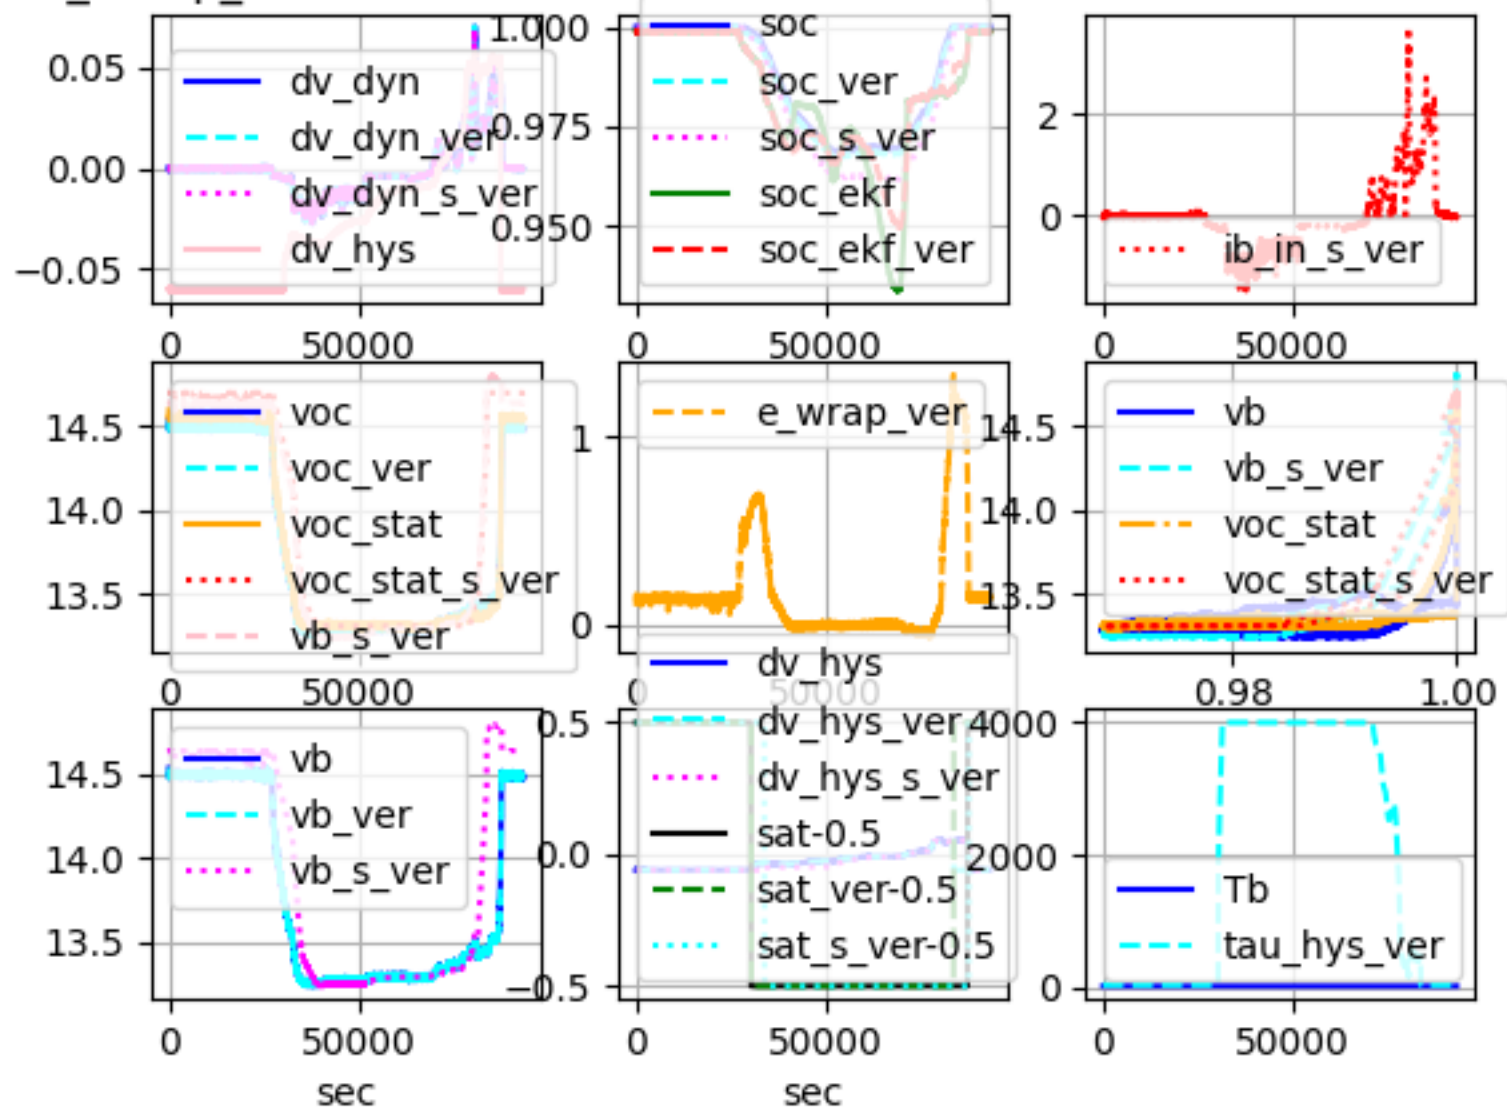 0.05
0.00
−0.05
dv_dyn
dv_dyn_ver
dv_dyn_s_ver
dv_hys
0
50000
1.000
0.975
0.950
soc
soc_ver
soc_s_ver
soc_ekf
soc_ekf_ver
0
50000
2
0
ib_in_s_ver
0
50000
14.5
14.0
13.5
voc
voc_ver
voc_stat
voc_stat_s_ver
vb_s_ver
0
50000
1
0
e_wrap_ver
0
50000
14.5
14.0
13.5
vb
vb_s_ver
voc_stat
voc_stat_s_ver
0.98
1.00
14.5
14.0
13.5
vb
vb_ver
vb_s_ver
0
50000
sec
0.5
0.0
−0.5
dv_hys
dv_hys_ver
dv_hys_s_ver
sat-0.5
sat_ver-0.5
sat_s_ver-0.5
0
50000
sec
4000
2000
0
Tb
tau_hys_ver
0
50000